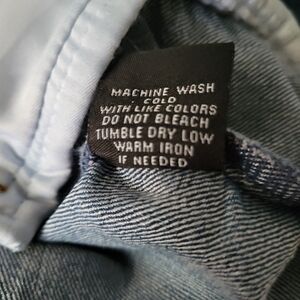 MACHINE WASH
COLD
WITH LIKE COLORS
DO NOT BLEACH
TUMBLE DRY LOW
WARM IRON
IF NEEDED